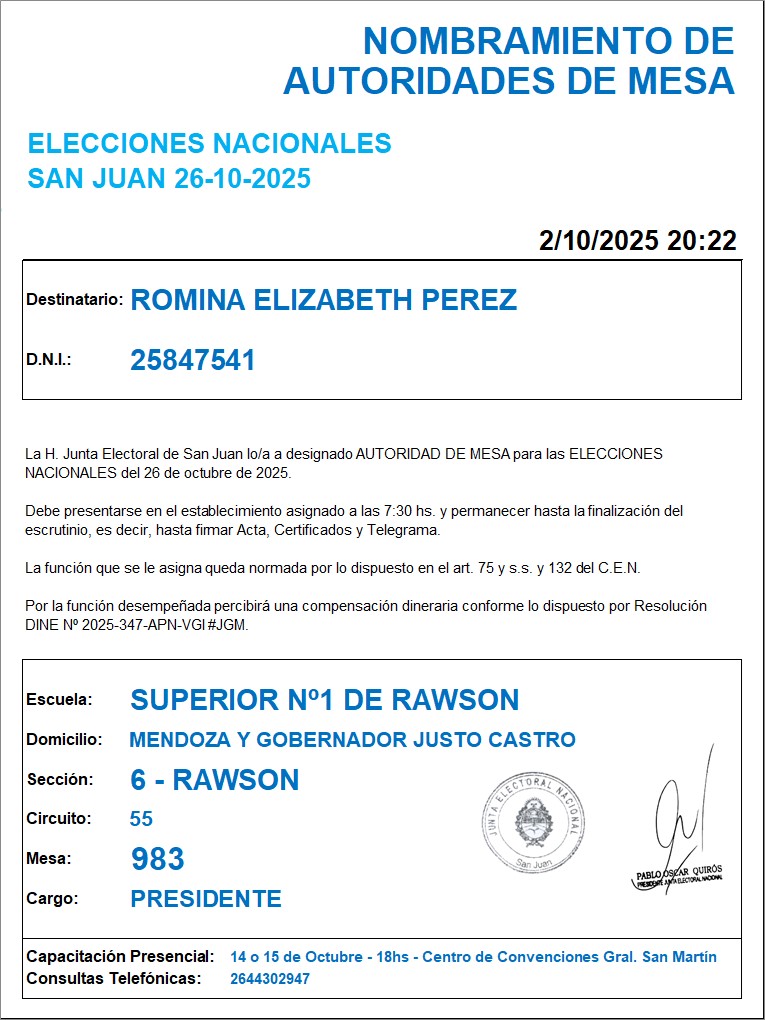 NOMBRAMIENTO DE
AUTORIDADES DE MESA
ELECCIONES NACIONALES
SAN JUAN 26-10-2025
2/10/2025 20:22
Destinatario: ROMINA ELIZABETH PEREZ
D.N.I.: 25847541
La H. Junta Electoral de San Juan lo/a a designado AUTORIDAD DE MESA para las ELECCIONES
NACIONALES del 26 de octubre de 2025.
Debe presentarse en el establecimiento asignado a las 7:30 hs. y permanecer hasta la finalización del
escrutinio, es decir, hasta firmar Acta, Certificados y Telegrama.
La función que se le asigna queda normada por lo dispuesto en el art. 75 y s.s. y 132 del C.E.N.
Por la función desempeñada percibirá una compensación dineraria conforme lo dispuesto por Resolución
DINE Nº 2025-347-APN-VGI#JGM.
Escuela: SUPERIOR Nº1 DE RAWSON
Domicilio: MENDOZA Y GOBERNADOR JUSTO CASTRO
Sección: 6 - RAWSON
Circuito: 55
Mesa: 983
Cargo: PRESIDENTE
JUNTA ELECTORAL NACIONAL
San Juan
PABLO OSCAR QUIRÓS
PRESIDENTE JUNTA ELECTORAL NACIONAL
Capacitación Presencial: 14 o 15 de Octubre - 18hs - Centro de Convenciones Gral. San Martín
Consultas Telefónicas: 2644302947